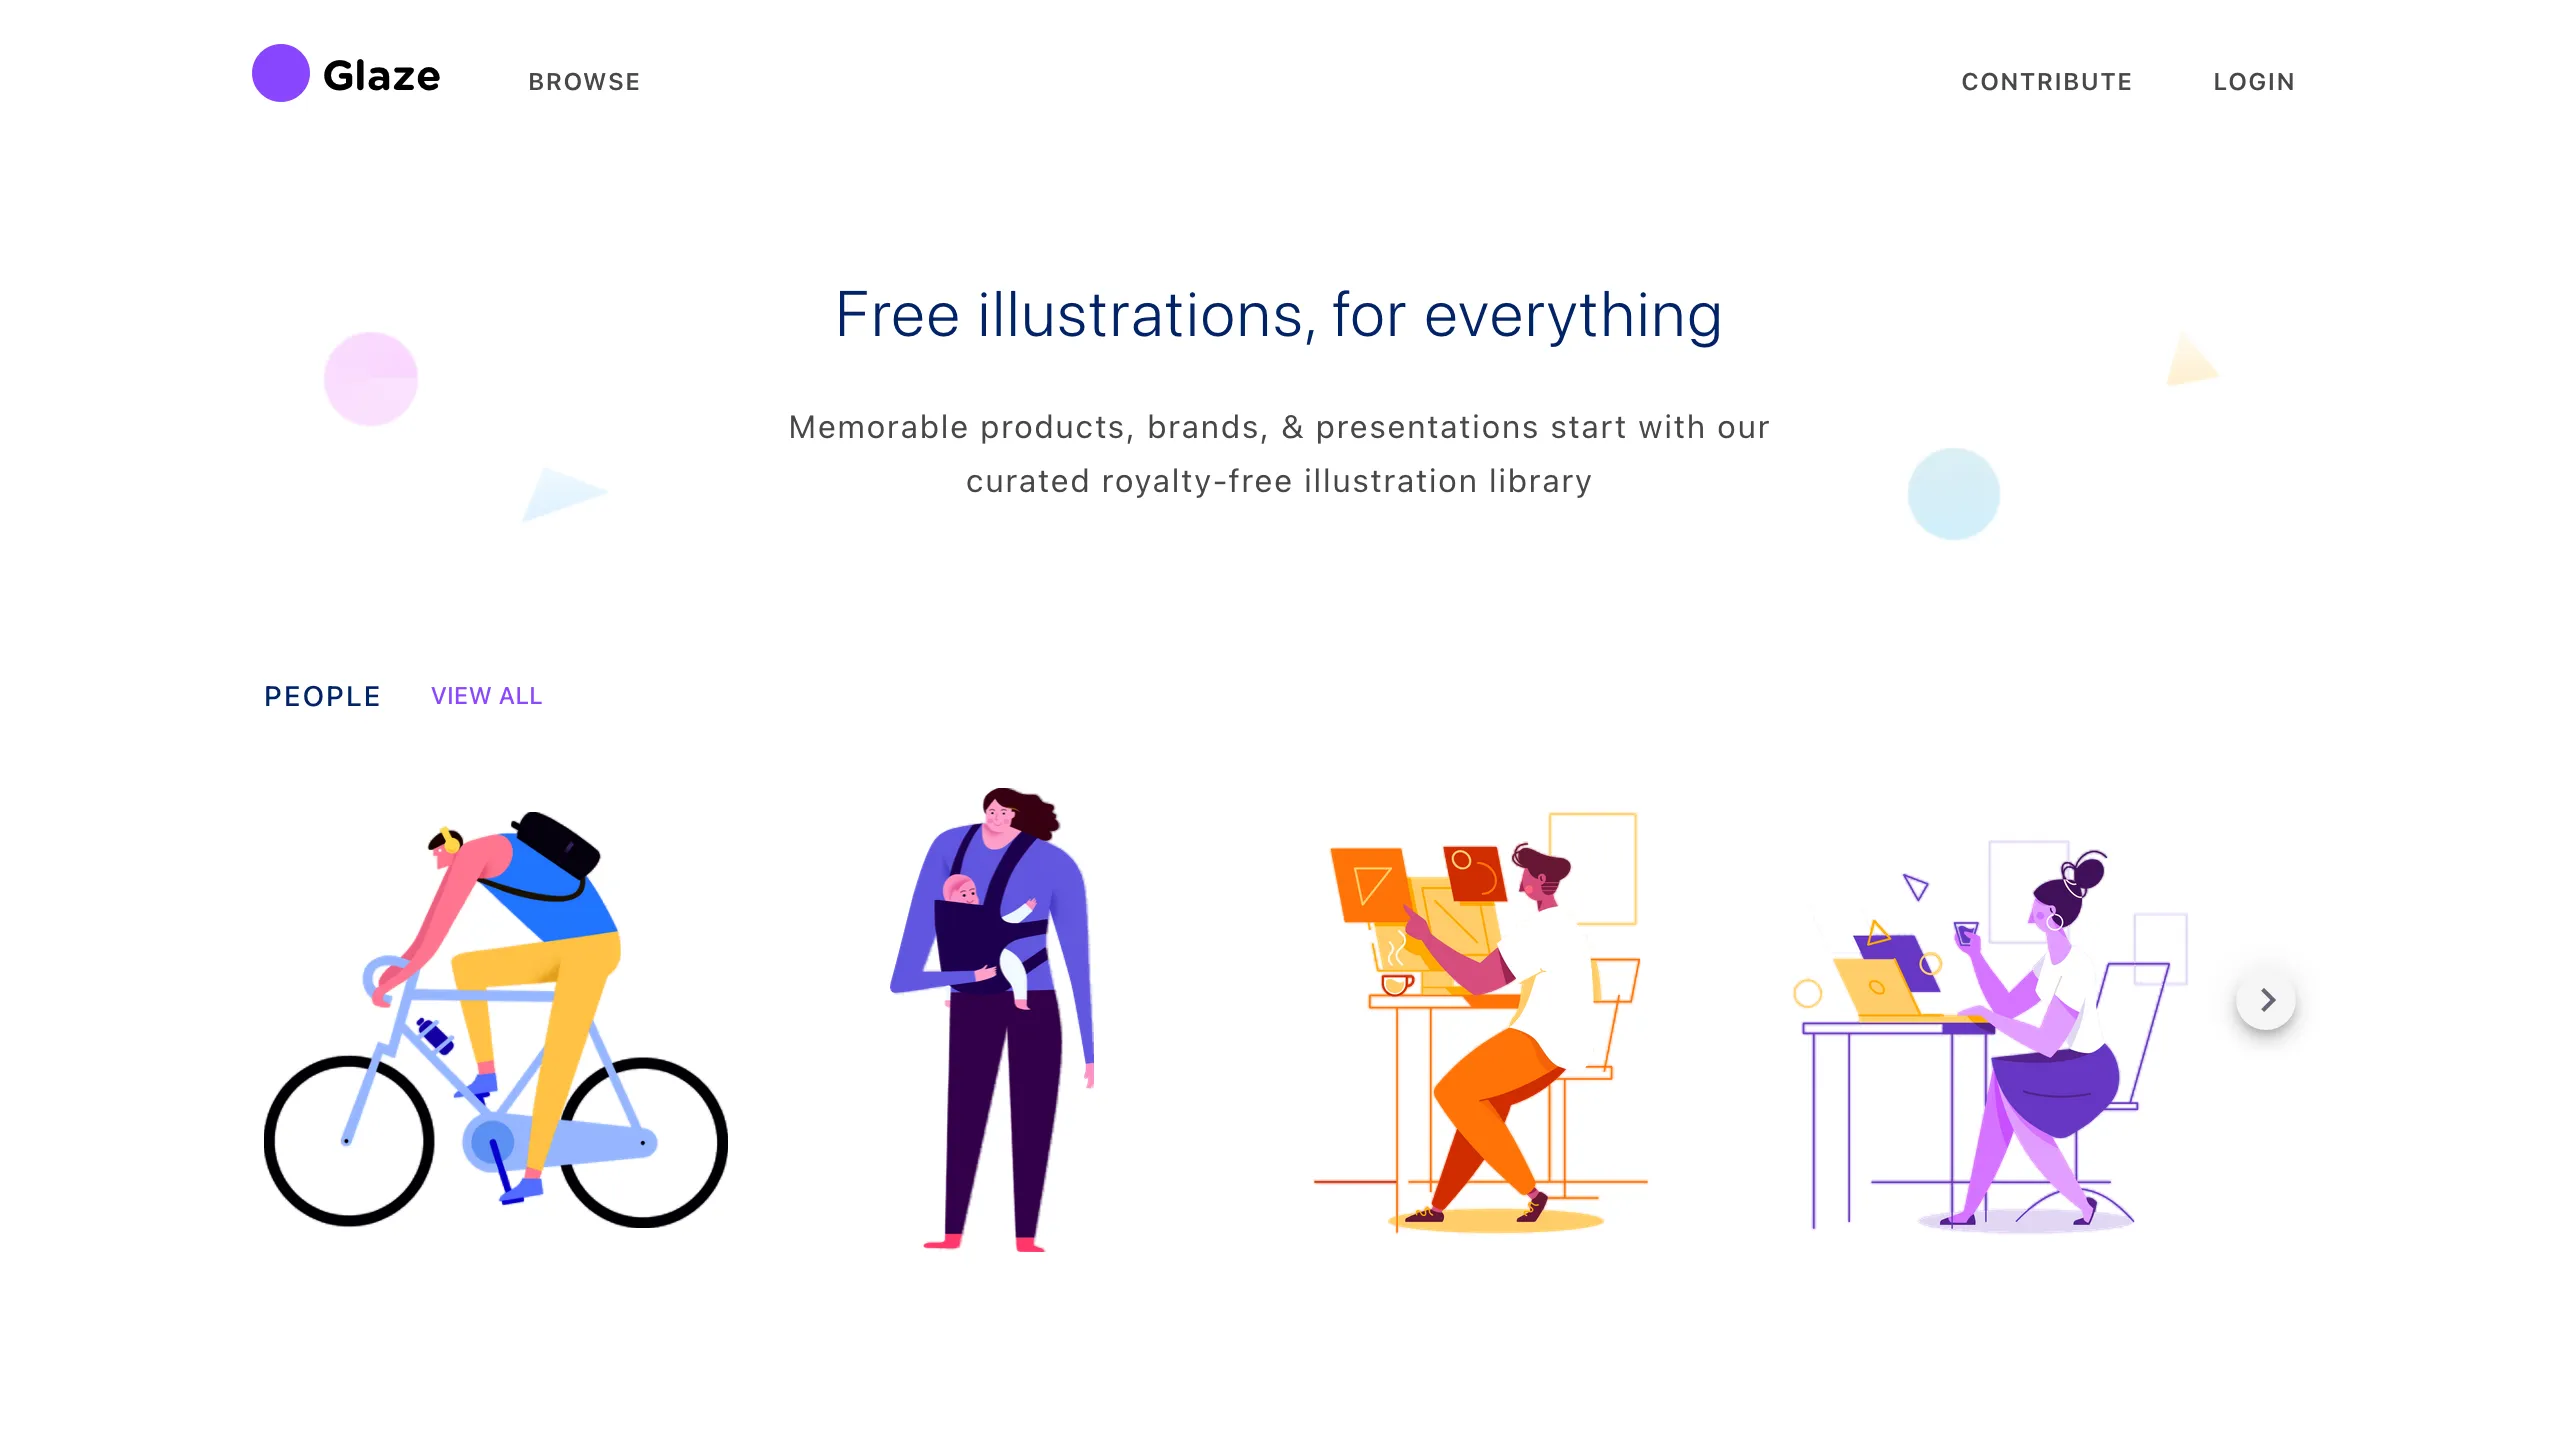 Glaze
BROWSE
CONTRIBUTE
LOGIN
Free illustrations, for everything
Memorable products, brands, & presentations start with our
curated royalty-free illustration library
PEOPLE
VIEW ALL